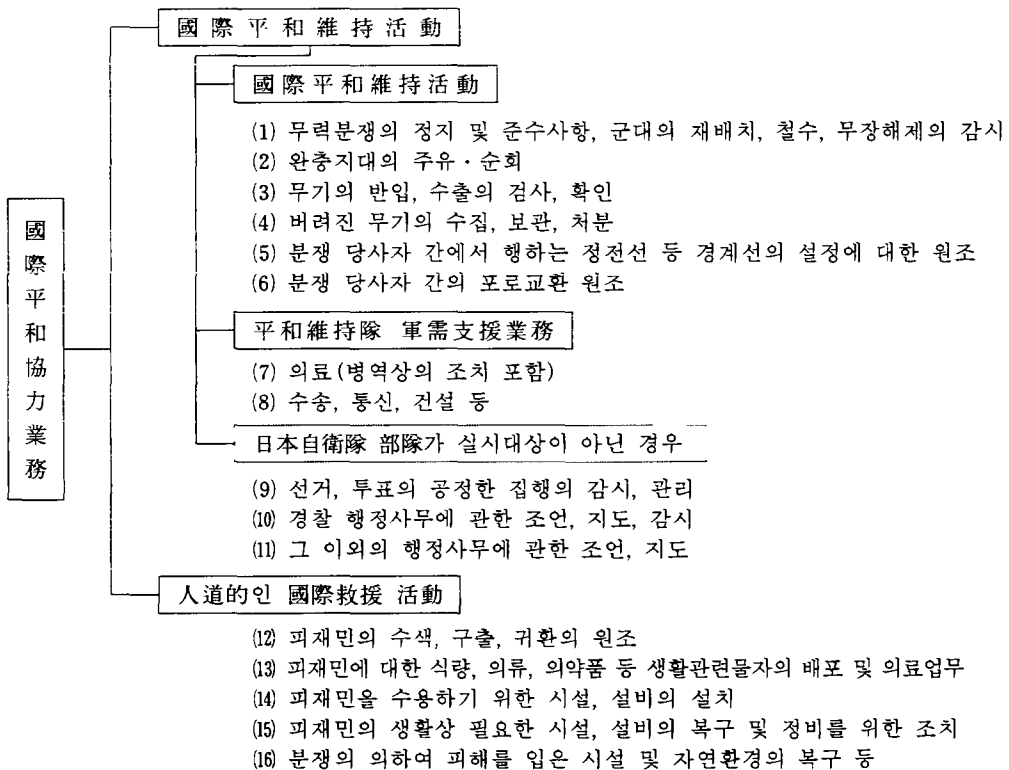 國際平和維持活動
國際平和維持活動
(1) 무력분쟁의 정지 및 준수사항, 군대의 재배치, 철수, 무장해제의 감시
(2) 완충지대의 주유·순회
(3) 무기의 반입, 수출의 검사, 확인
(4) 버려진 무기의 수집, 보관, 처분
(5) 분쟁 당사자 간에서 행하는 정전선 등 경계선의 설정에 대한 원조
(6) 분쟁 당사자 간의 포로교환 원조
國際平和協力業務
平和維持隊 軍需支援業務
(7) 의료(병역상의 조치 포함)
(8) 수송, 통신, 건설 등
日本自衛隊 部隊가 실시대상이 아닌 경우
(9) 선거, 투표의 공정한 집행의 감시, 관리
(10) 경찰 행정사무에 관한 조언, 지도, 감시
(11) 그 이외의 행정사무에 관한 조언, 지도
人道的인 國際救援 活動
(12) 피재민의 수색, 구출, 귀환의 원조
(13) 피재민에 대한 식량, 의류, 의약품 등 생활관련물자의 배포 및 의료업무
(14) 피재민을 수용하기 위한 시설, 설비의 설치
(15) 피재민의 생활상 필요한 시설, 설비의 복구 및 정비를 위한 조치
(16) 분쟁의 의하여 피해를 입은 시설 및 자연환경의 복구 등